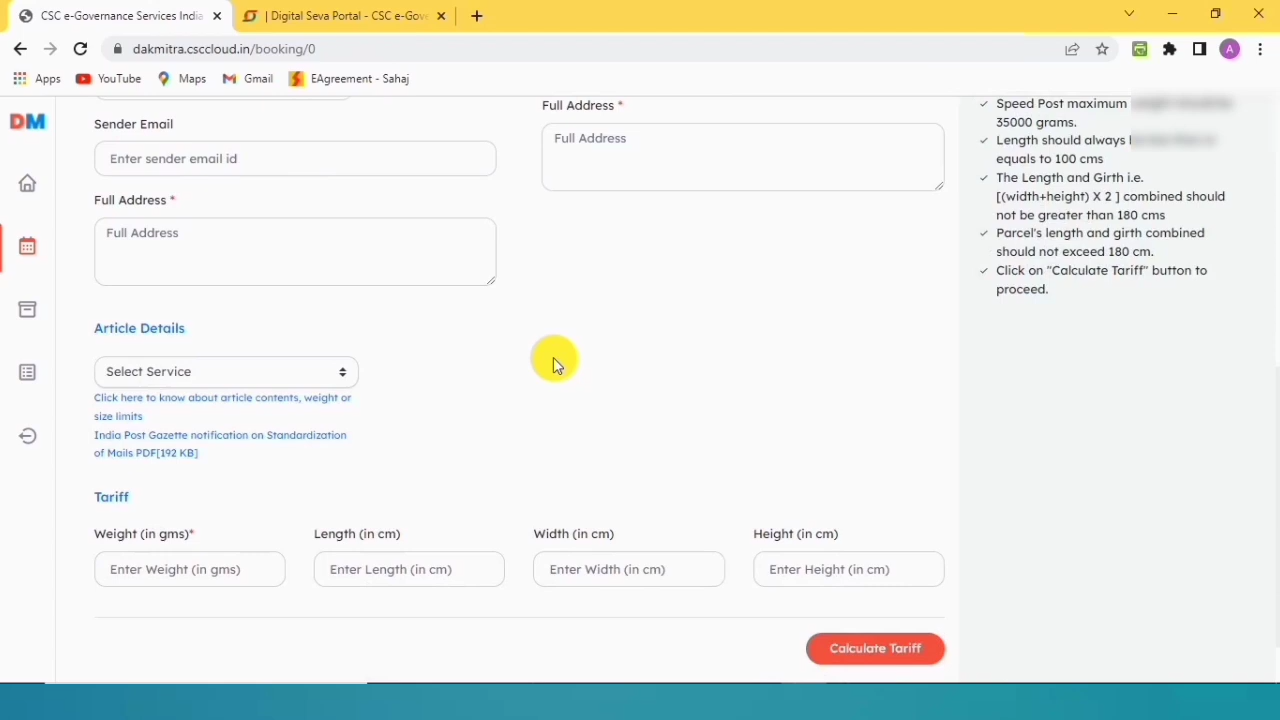 CSC e-Governance Services India
| Digital Seva Portal - CSC e-Gov
dakmitra.csccloud.in/booking/0
A
Apps
YouTube
Maps
Gmail
EAgreement - Sahaj
DM
Sender Email
Enter sender email id
Full Address *
Full Address
Full Address *
Full Address
Article Details
Select Service
Click here to know about article contents, weight or
size limits
India Post Gazette notification on Standardization
of Mails PDF[192 KB]
Tariff
Weight (in gms)*
Length (in cm)
Width (in cm)
Height (in cm)
Enter Weight (in gms)
Enter Length (in cm)
Enter Width (in cm)
Enter Height (in cm)
Calculate Tariff
Speed Post maximum
35000 grams.
Length should always
equals to 100 cms
The Length and Girth i.e.
[(width+height) X 2 ] combined should
not be greater than 180 cms
Parcel's length and girth combined
should not exceed 180 cm.
Click on "Calculate Tariff" button to
proceed.